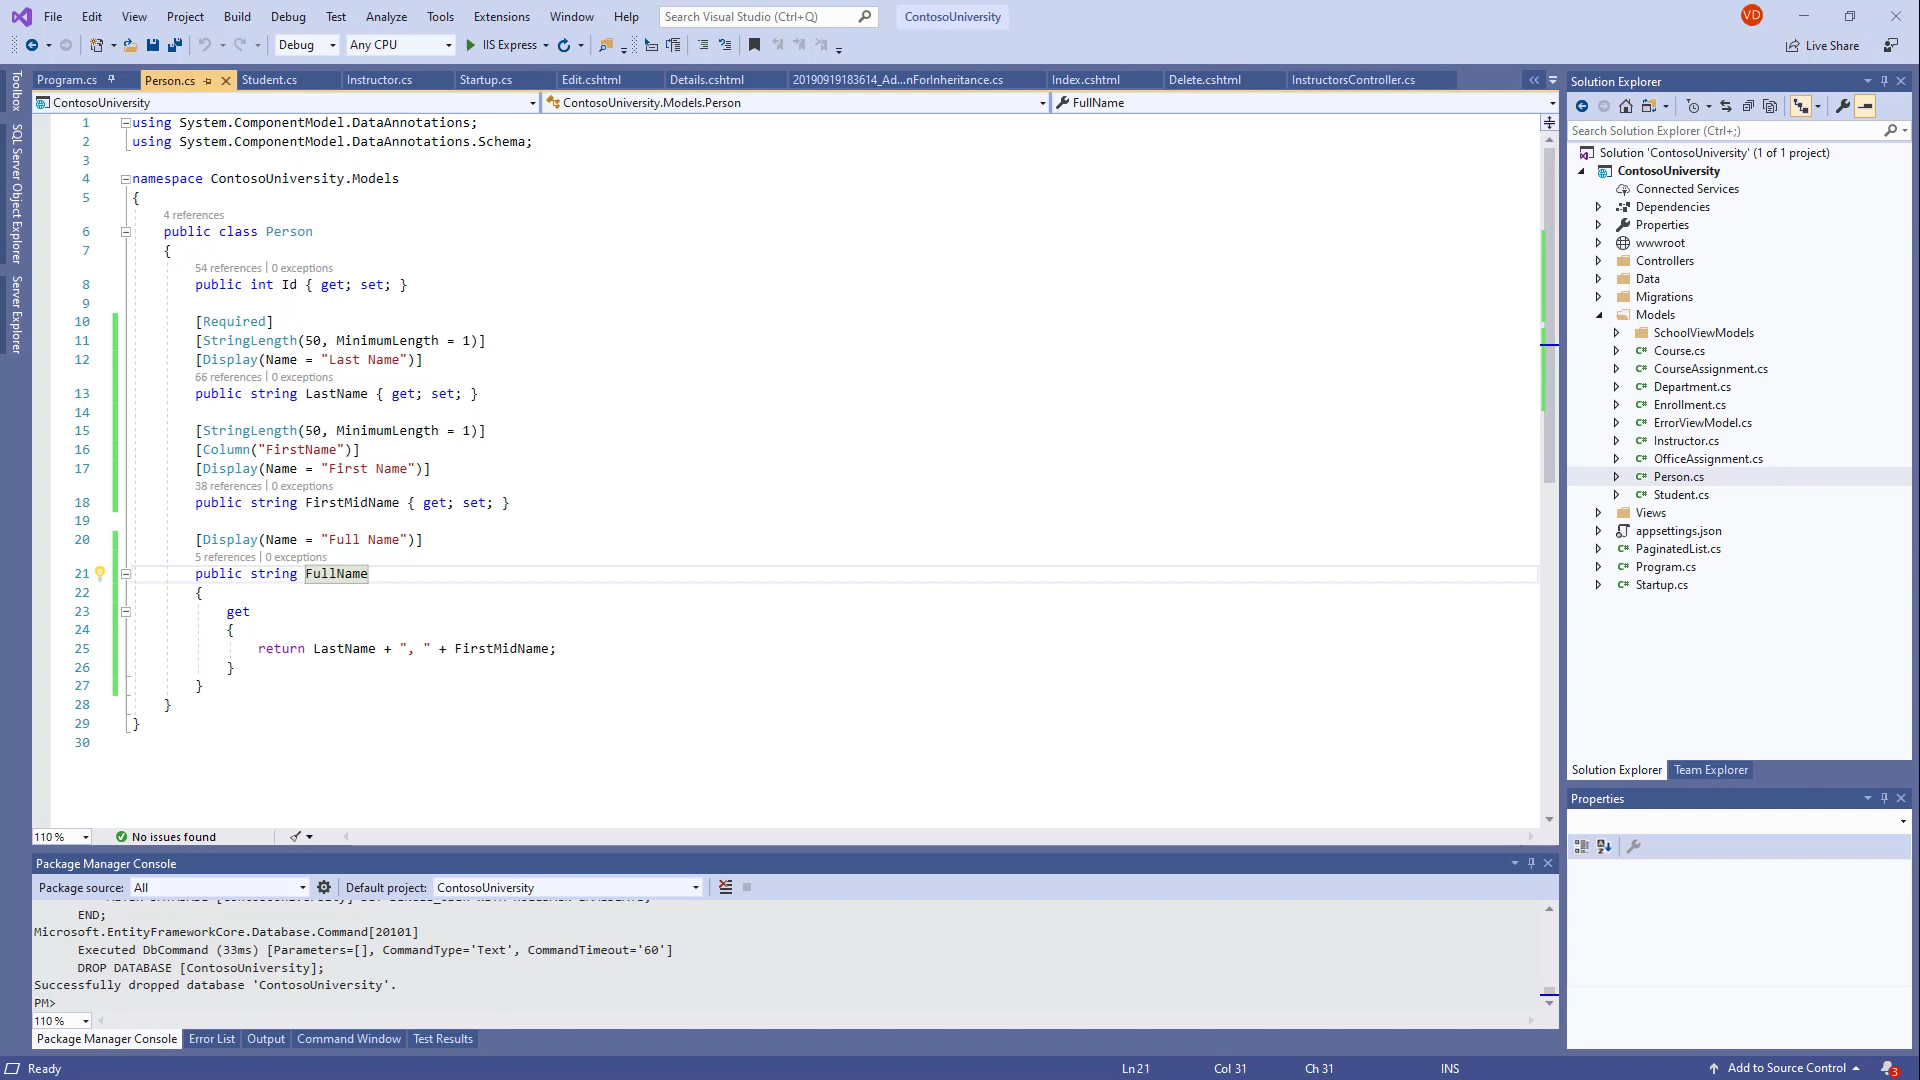 File Edit View Project Build Debug Test Analyze Tools Extensions Window Help Search Visual Studio (Ctrl+Q) ContosoUniversity VD
Debug Any CPU IIS Express Live Share
Program.cs Person.cs Student.cs Instructor.cs Startup.cs Edit.cshtml Details.cshtml 20190919183614_Ad...nForInheritance.cs Index.cshtml Delete.cshtml InstructorsController.cs
ContosoUniversity ContosoUniversity.Models.Person FullName
Toolbox
SQL Server Object Explorer
Server Explorer
1 using System.ComponentModel.DataAnnotations;
2 using System.ComponentModel.DataAnnotations.Schema;
3
4 namespace ContosoUniversity.Models
5 {
4 references
6 public class Person
7 {
54 references | 0 exceptions
8 public int Id { get; set; }
9
10 [Required]
11 [StringLength(50, MinimumLength = 1)]
12 [Display(Name = "Last Name")]
66 references | 0 exceptions
13 public string LastName { get; set; }
14
15 [StringLength(50, MinimumLength = 1)]
16 [Column("FirstName")]
17 [Display(Name = "First Name")]
38 references | 0 exceptions
18 public string FirstMidName { get; set; }
19
20 [Display(Name = "Full Name")]
5 references | 0 exceptions
21 public string FullName
22 {
23 get
24 {
25 return LastName + ", " + FirstMidName;
26 }
27 }
28 }
29 }
30
110 % No issues found
Solution Explorer
Search Solution Explorer (Ctrl+;)
Solution 'ContosoUniversity' (1 of 1 project)
ContosoUniversity
Connected Services
Dependencies
Properties
wwwroot
Controllers
Data
Migrations
Models
SchoolViewModels
C# Course.cs
C# CourseAssignment.cs
C# Department.cs
C# Enrollment.cs
C# ErrorViewModel.cs
C# Instructor.cs
C# OfficeAssignment.cs
C# Person.cs
C# Student.cs
Views
appsettings.json
C# PaginatedList.cs
C# Program.cs
C# Startup.cs
Solution Explorer Team Explorer
Properties
Package Manager Console
Package source: All Default project: ContosoUniversity
END;
Microsoft.EntityFrameworkCore.Database.Command[20101]
Executed DbCommand (33ms) [Parameters=[], CommandType='Text', CommandTimeout='60']
DROP DATABASE [ContosoUniversity];
Successfully dropped database 'ContosoUniversity'.
PM>
110 %
Package Manager Console Error List Output Command Window Test Results
Ready Ln 21 Col 31 Ch 31 INS Add to Source Control 3